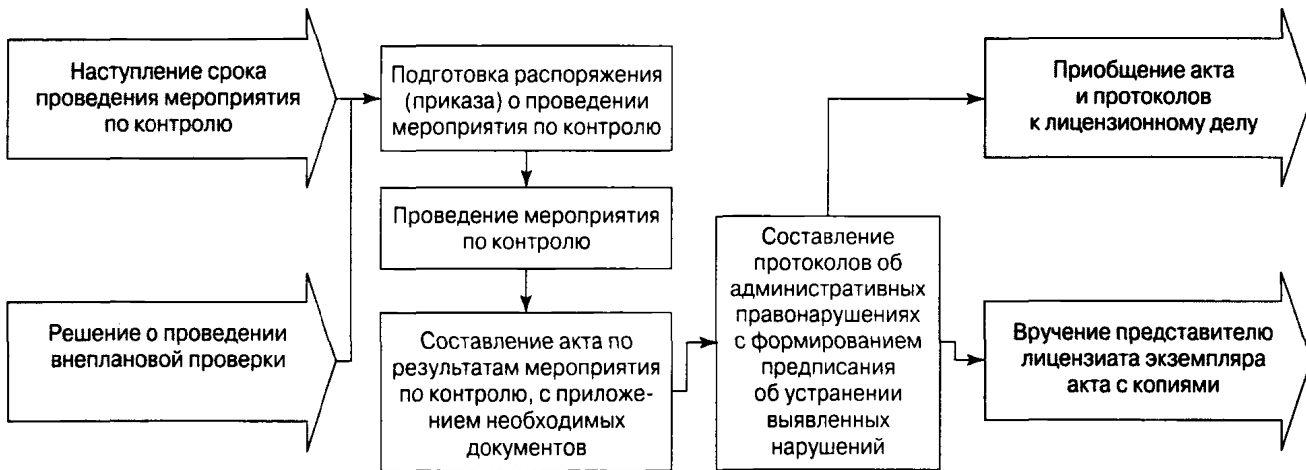 Наступление срока
проведения мероприятия
по контролю
Решение о проведении
внеплановой проверки
Подготовка распоряжения
(приказа) о проведении
мероприятия по контролю
Проведение мероприятия
по контролю
Составление акта по
результатам мероприятия
по контролю, с приложе-
нием необходимых
документов
Составление
протоколов об
административных
правонарушениях
с формированием
предписания
об устранении
выявленных
нарушений
Приобщение акта
и протоколов
к лицензионному делу
Вручение представителю
лицензиата экземпляра
акта с копиями